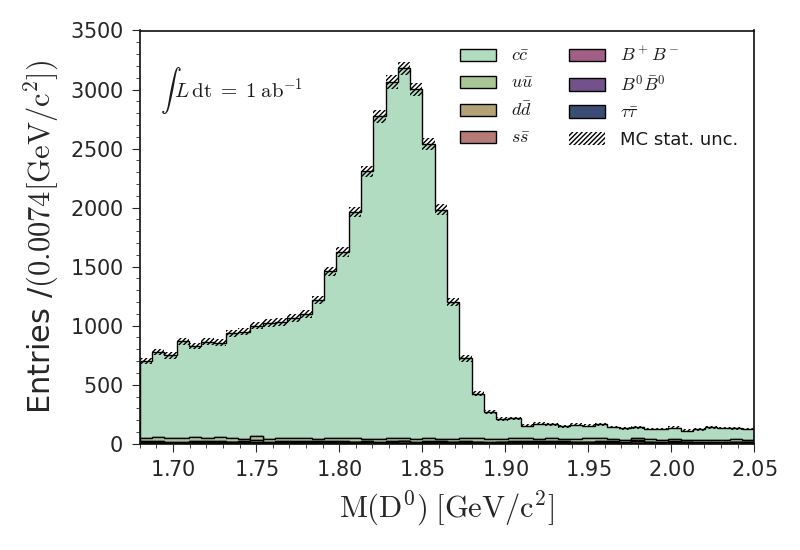 3500
3000
2500
2000
1500
1000
500
0
Entries /(0.0074[GeV/c²])
∫L dt = 1 ab⁻¹
cc̄
uū
dd̄
ss̄
B⁺B⁻
B⁰B̄⁰
ττ̄
MC stat. unc.
1.70 1.75 1.80 1.85 1.90 1.95 2.00 2.05
M(D⁰) [GeV/c²]